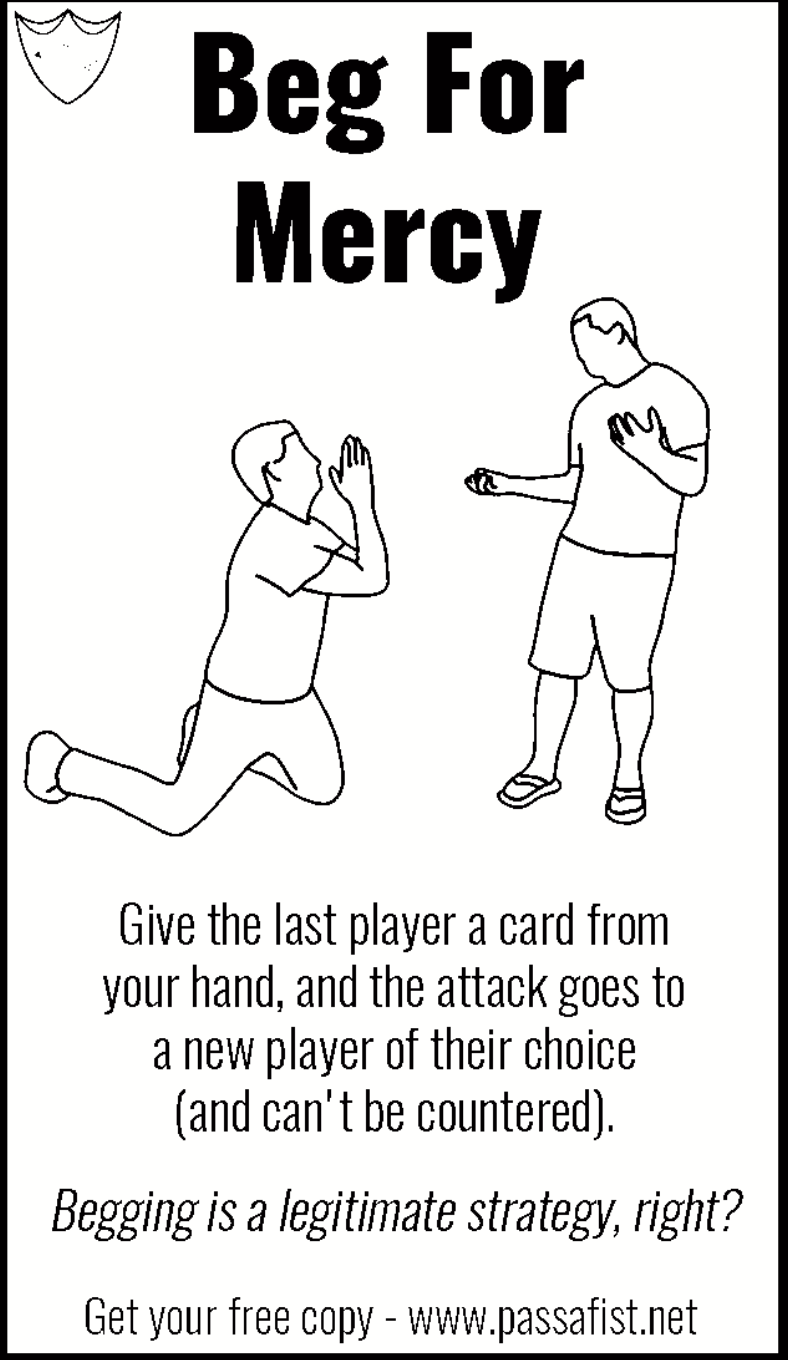 Beg For
Mercy
Give the last player a card from
your hand, and the attack goes to
a new player of their choice
(and can't be countered).
Begging is a legitimate strategy, right?
Get your free copy - www.passafist.net